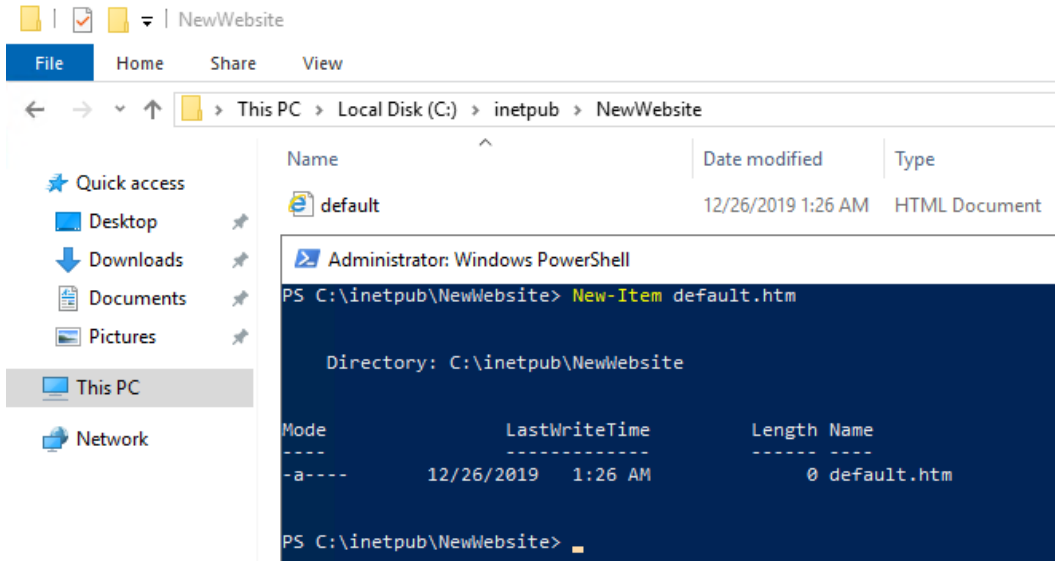 NewWebsite
File Home Share View
This PC Local Disk (C:) inetpub NewWebsite
Name Date modified Type
Quick access
default 12/26/2019 1:26 AM HTML Document
Desktop
Downloads
Documents
Pictures
This PC
Network
Administrator: Windows PowerShell
PS C:\inetpub\NewWebsite> New-Item default.htm
Directory: C:\inetpub\NewWebsite
Mode LastWriteTime Length Name
---- ------------- ------ ----
-a---- 12/26/2019 1:26 AM 0 default.htm
PS C:\inetpub\NewWebsite>